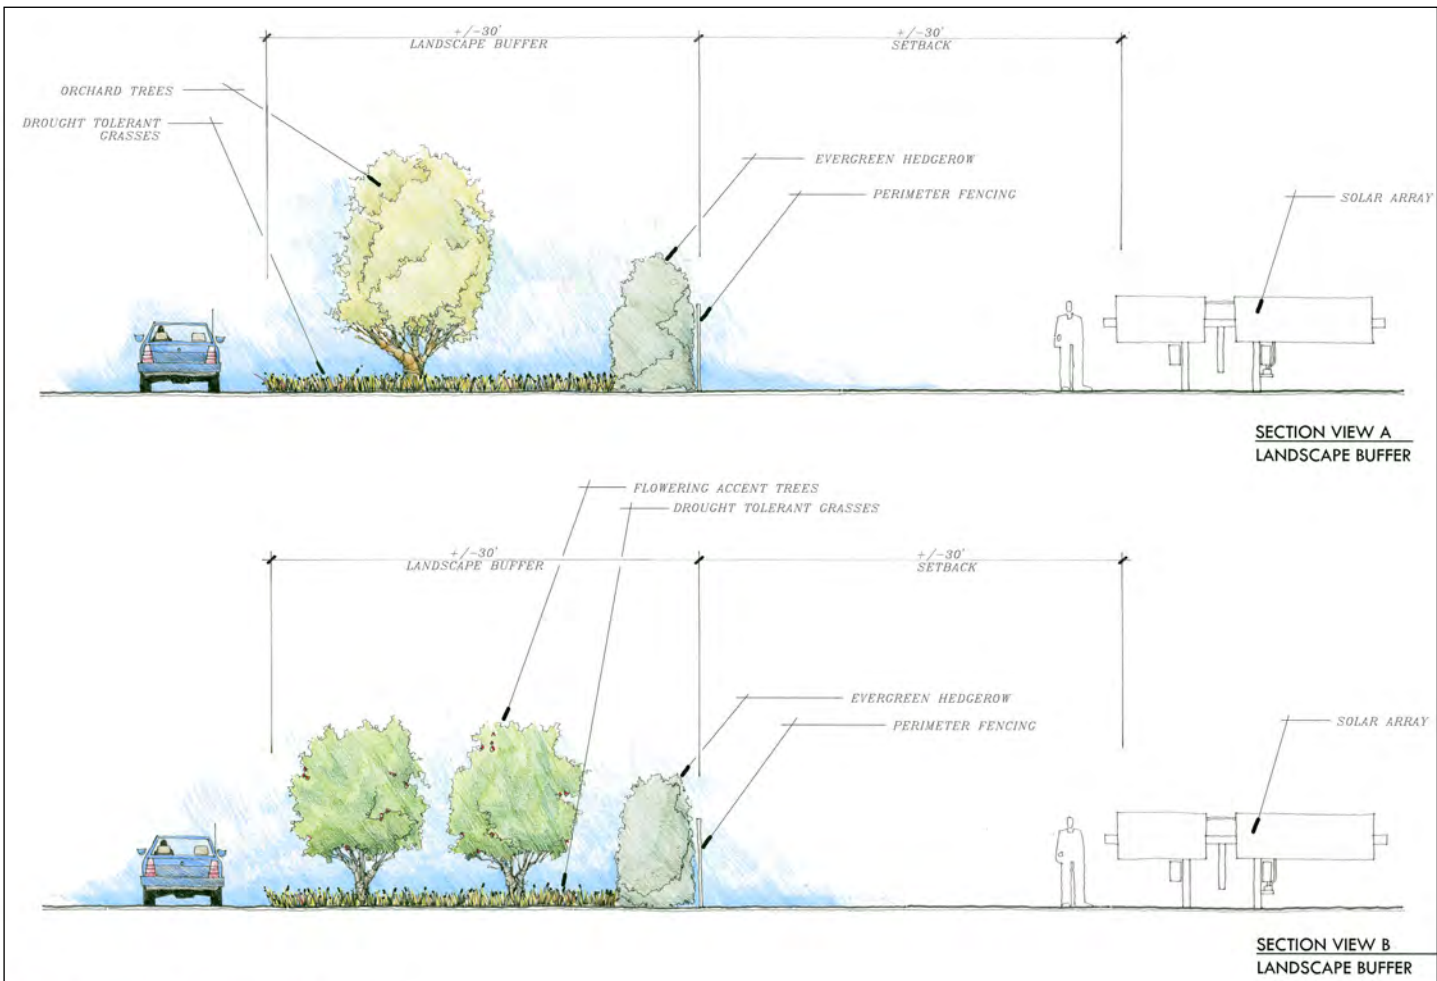 +/-30'
LANDSCAPE BUFFER
+/-30'
SETBACK
ORCHARD TREES
DROUGHT TOLERANT
GRASSES
EVERGREEN HEDGEROW
PERIMETER FENCING
SOLAR ARRAY
SECTION VIEW A
LANDSCAPE BUFFER
FLOWERING ACCENT TREES
DROUGHT TOLERANT GRASSES
+/-30'
LANDSCAPE BUFFER
+/-30'
SETBACK
EVERGREEN HEDGEROW
PERIMETER FENCING
SOLAR ARRAY
SECTION VIEW B
LANDSCAPE BUFFER